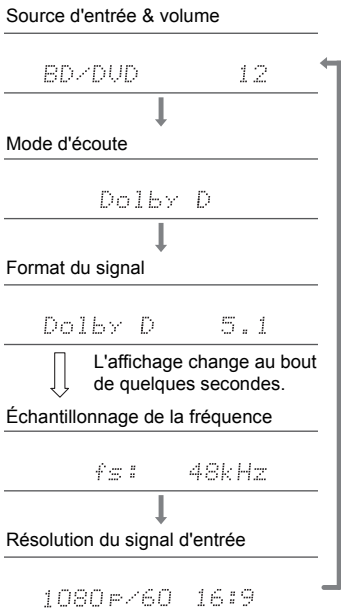 Source d'entrée & volume
BD/DVD 12
Mode d'écoute
Dolby D
Format du signal
Dolby D 5.1
L'affichage change au bout
de quelques secondes.
Échantillonnage de la fréquence
fs: 48kHz
Résolution du signal d'entrée
1080p/60 16:9